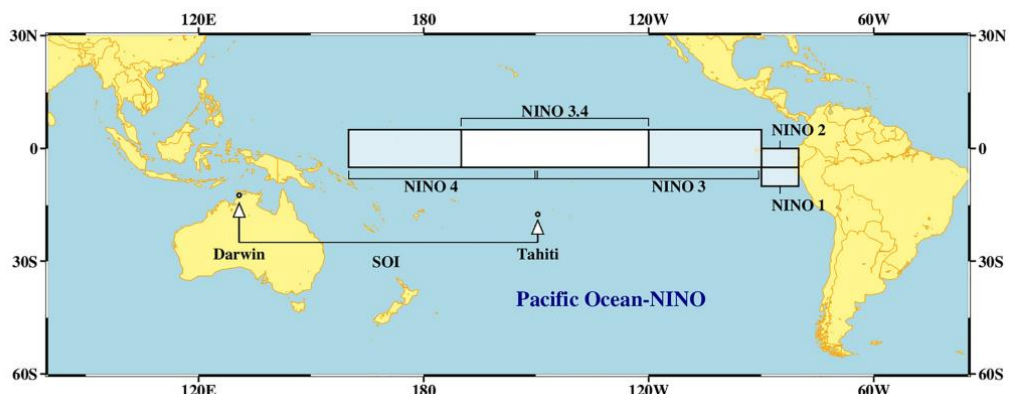 120E 180 120W 60W
30N 30N
NINO 3.4
NINO 2
0 0
NINO 4 NINO 3
NINO 1
Darwin Tahiti
30S SOI 30S
Pacific Ocean-NINO
60S 60S
120E 180 120W 60W